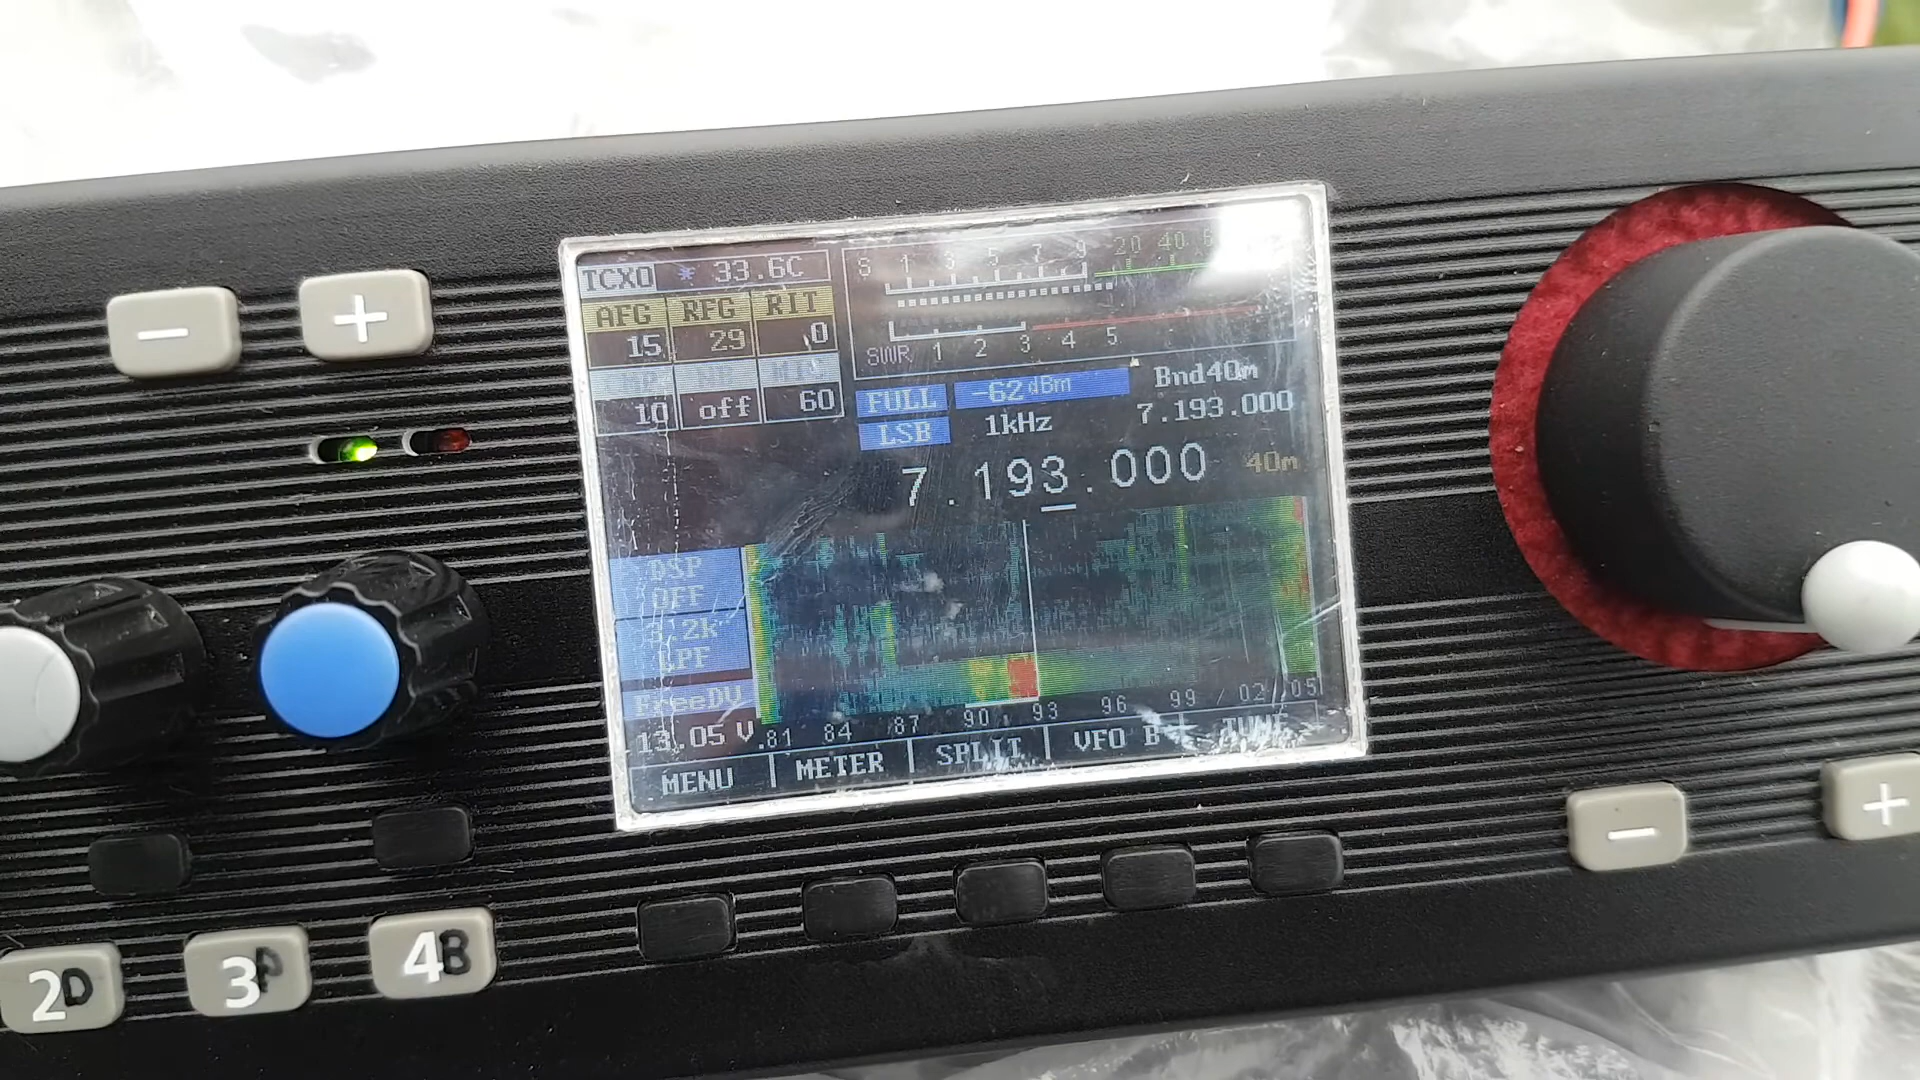 TCXO * 33.6C
AFG RFG RIT
15 29 0
10 off 60
S 1 3 5 7 9 20 40
SWR 1 2 3 4 5
FULL -62dBm Bnd40m
LSB 1kHz 7.193.000
7.193.000 40m
DSP
OFF
3.2k
LPF
FreeDV
13.05 V .81 84 87 90 93 96 99 / 02 05
MENU | METER | SPLIT | VFO B | TUNE
- +
- +
2D 3 4B